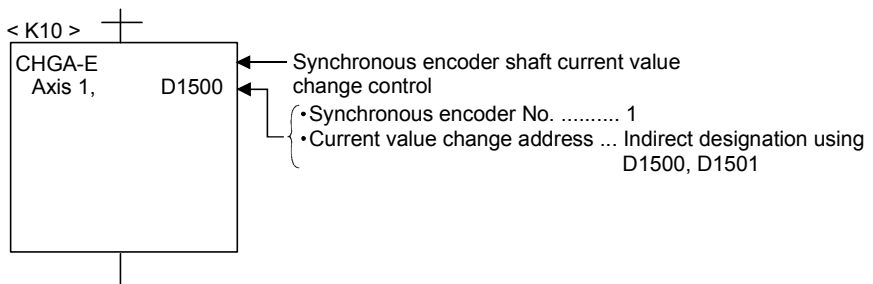 < K10 >
CHGA-E
Axis 1, D1500
Synchronous encoder shaft current value
change control
•Synchronous encoder No. .......... 1
•Current value change address ... Indirect designation using
D1500, D1501